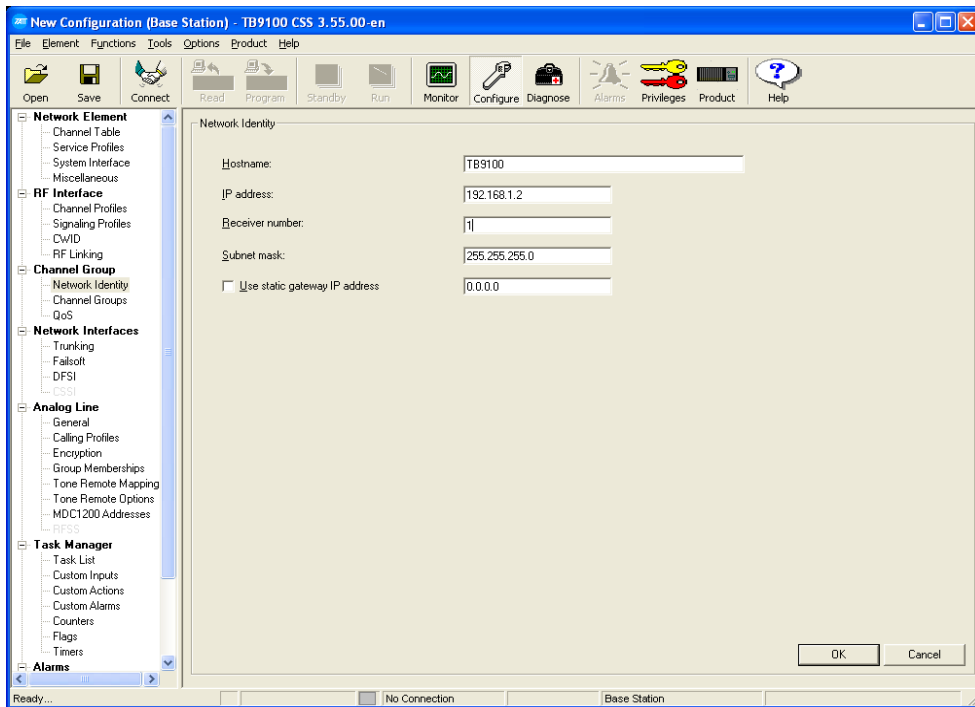 New Configuration (Base Station) - TB9100 CSS 3.55.00-en
File Element Functions Tools Options Product Help
Open Save Connect Read Program Standby Run Monitor Configure Diagnose Alarms Privileges Product Help
Network Element
Channel Table
Service Profiles
System Interface
Miscellaneous
RF Interface
Channel Profiles
Signaling Profiles
CWID
RF Linking
Channel Group
Network Identity
Channel Groups
QoS
Network Interfaces
Trunking
Failsoft
DFSI
CSSI
Analog Line
General
Calling Profiles
Encryption
Group Memberships
Tone Remote Mapping
Tone Remote Options
MDC1200 Addresses
RFSS
Task Manager
Task List
Custom Inputs
Custom Actions
Custom Alarms
Counters
Flags
Timers
Alarms
Network Identity
Hostname: TB9100
IP address: 192.168.1.2
Receiver number: 1
Subnet mask: 255.255.255.0
Use static gateway IP address 0.0.0.0
OK Cancel
Ready... No Connection Base Station